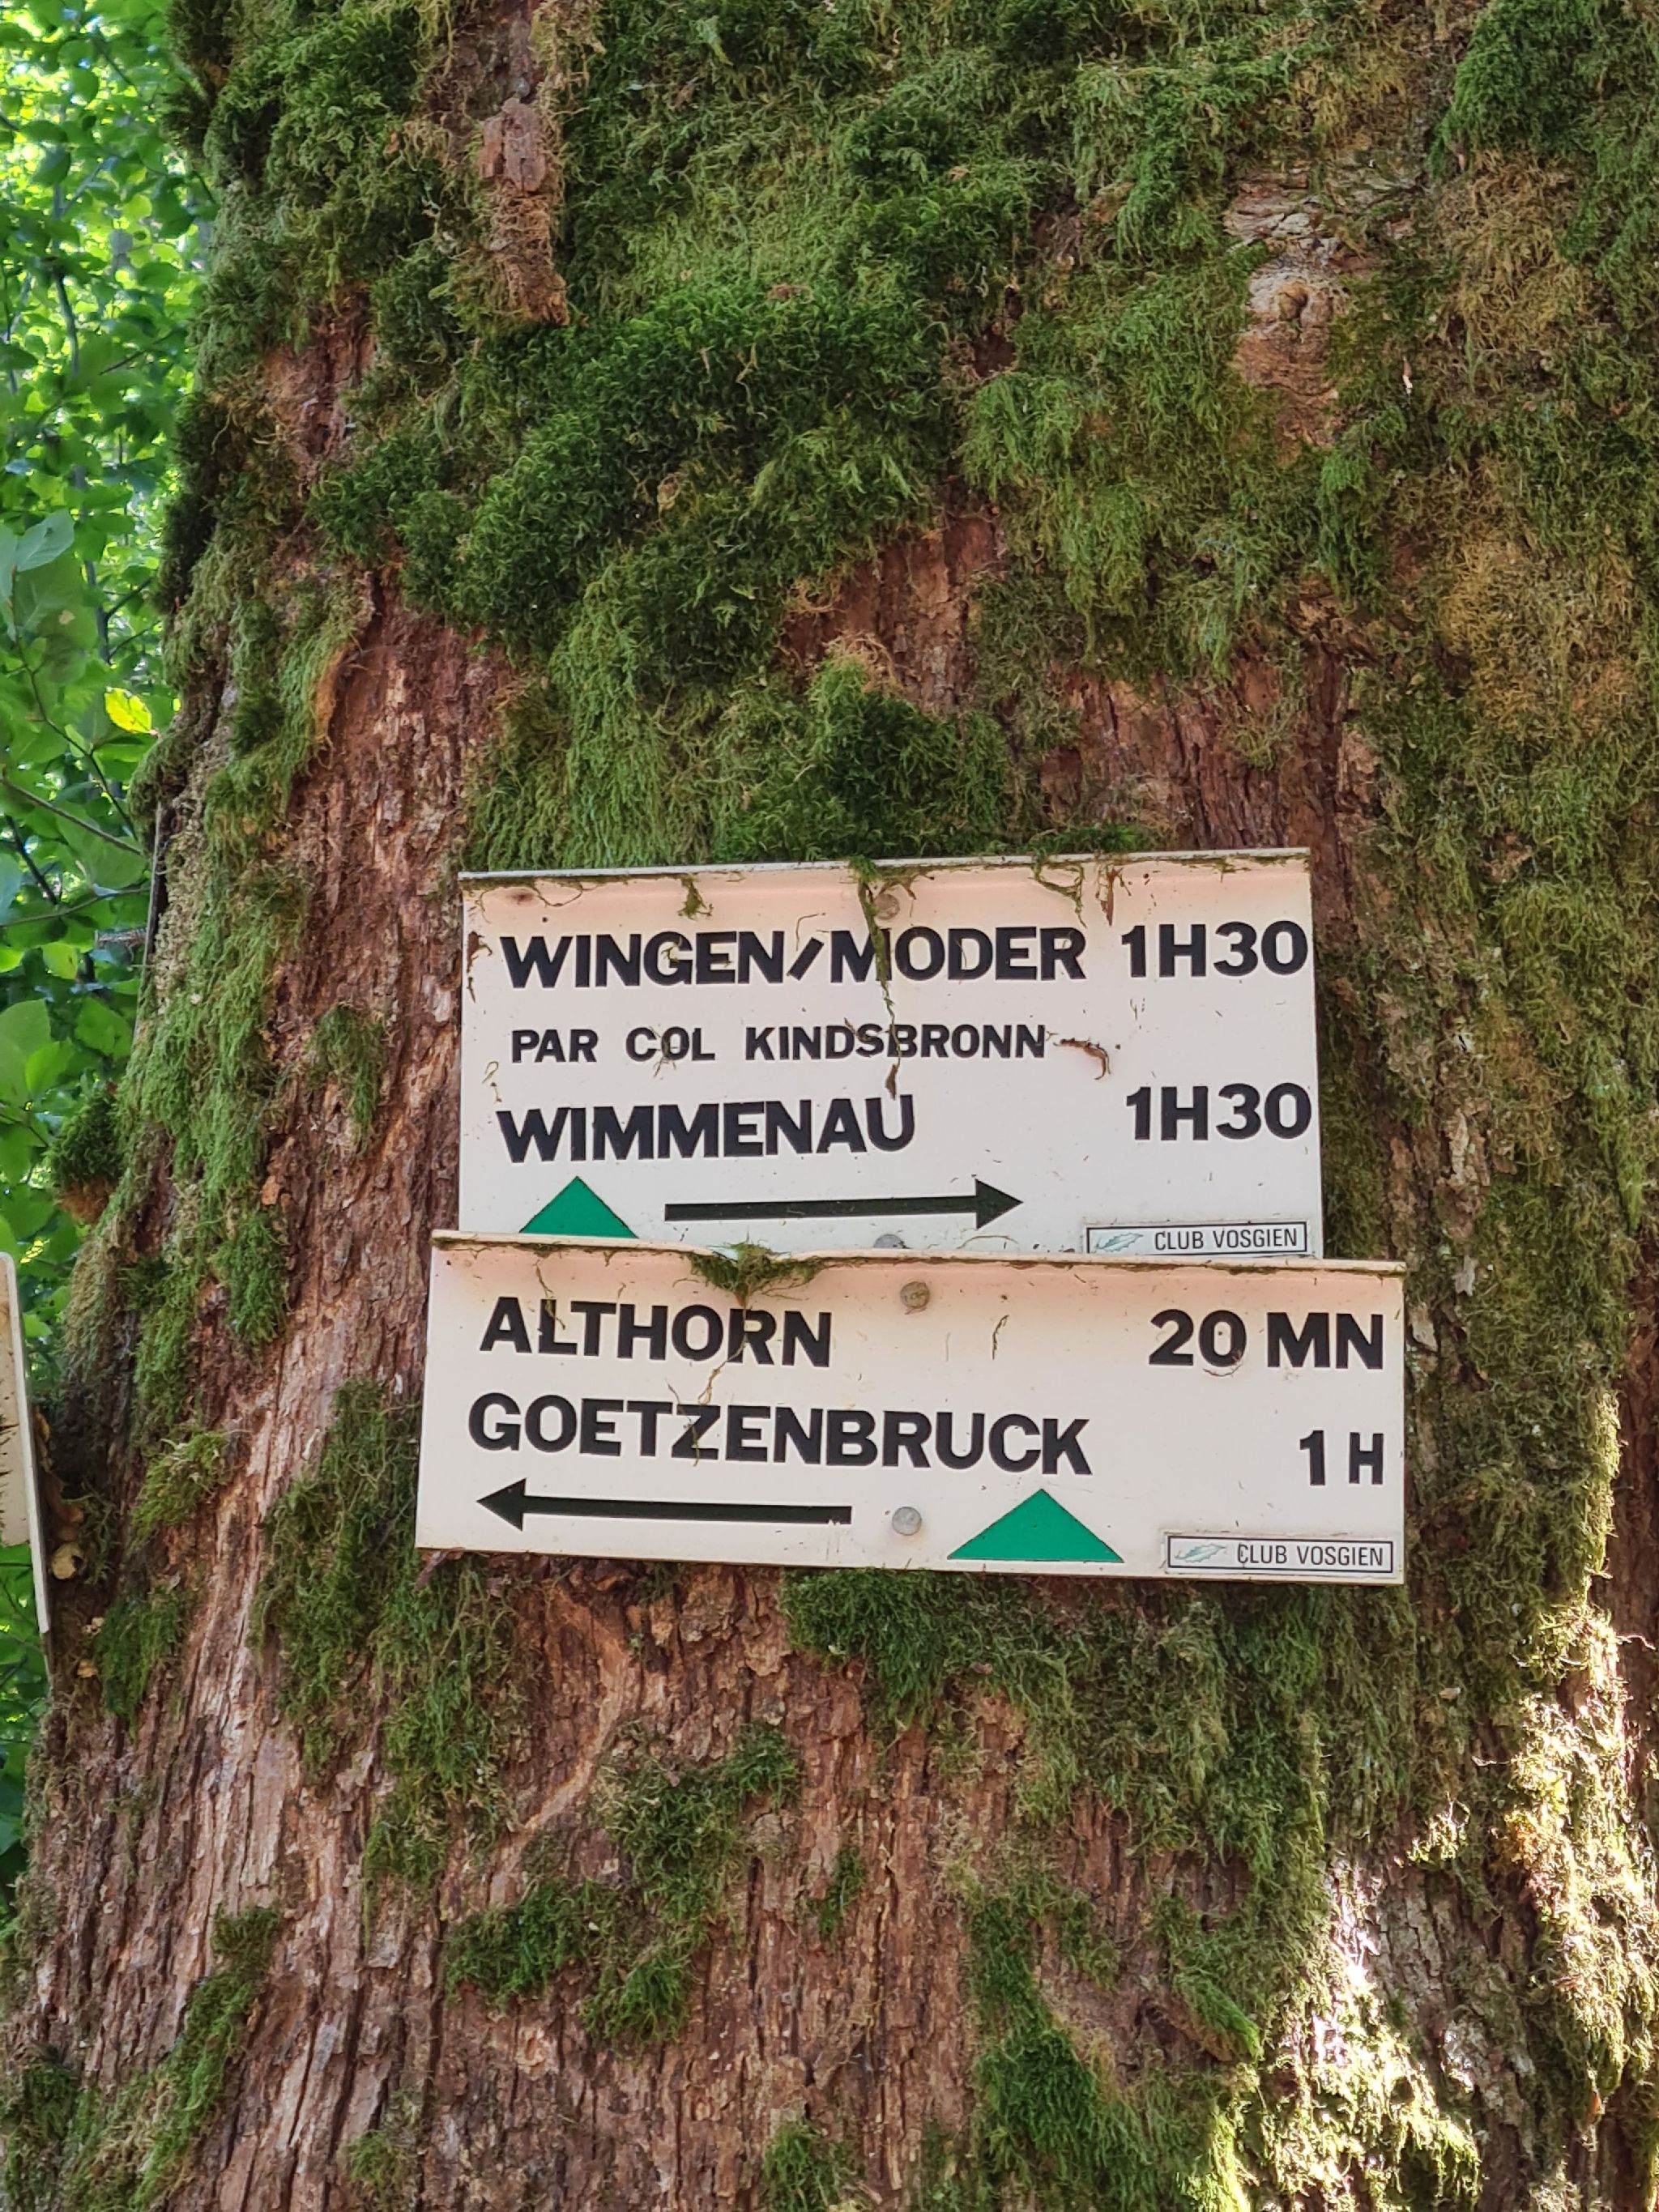 WINGEN/MODER 1H30
PAR COL KINDSBRONN
WIMMENAU 1H30
CLUB VOSGIEN
ALTHORN 20 MN
GOETZENBRUCK 1 H
CLUB VOSGIEN